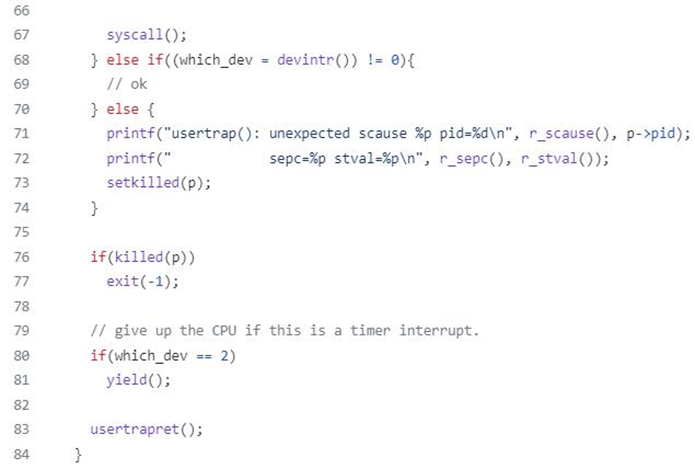 66
67 syscall();
68 } else if((which_dev = devintr()) != 0){
69 // ok
70 } else {
71 printf("usertrap(): unexpected scause %p pid=%d\n", r_scause(), p->pid);
72 printf("            sepc=%p stval=%p\n", r_sepc(), r_stval());
73 setkilled(p);
74 }
75
76 if(killed(p))
77 exit(-1);
78
79 // give up the CPU if this is a timer interrupt.
80 if(which_dev == 2)
81 yield();
82
83 usertrapret();
84 }